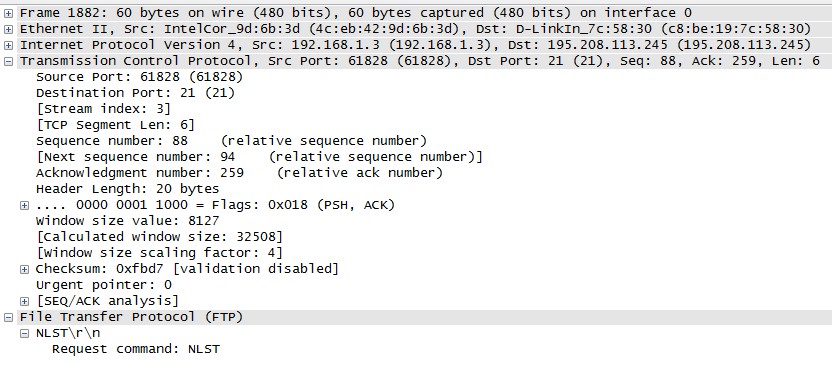 Frame 1882: 60 bytes on wire (480 bits), 60 bytes captured (480 bits) on interface 0
Ethernet II, Src: IntelCor_9d:6b:3d (4c:eb:42:9d:6b:3d), Dst: D-LinkIn_7c:58:30 (c8:be:19:7c:58:30)
Internet Protocol Version 4, Src: 192.168.1.3 (192.168.1.3), Dst: 195.208.113.245 (195.208.113.245)
Transmission Control Protocol, Src Port: 61828 (61828), Dst Port: 21 (21), Seq: 88, Ack: 259, Len: 6
Source Port: 61828 (61828)
Destination Port: 21 (21)
[Stream index: 3]
[TCP Segment Len: 6]
Sequence number: 88    (relative sequence number)
[Next sequence number: 94    (relative sequence number)]
Acknowledgment number: 259    (relative ack number)
Header Length: 20 bytes
.... 0000 0001 1000 = Flags: 0x018 (PSH, ACK)
Window size value: 8127
[Calculated window size: 32508]
[Window size scaling factor: 4]
Checksum: 0xfbd7 [validation disabled]
Urgent pointer: 0
[SEQ/ACK analysis]
File Transfer Protocol (FTP)
NLST\r\n
Request command: NLST